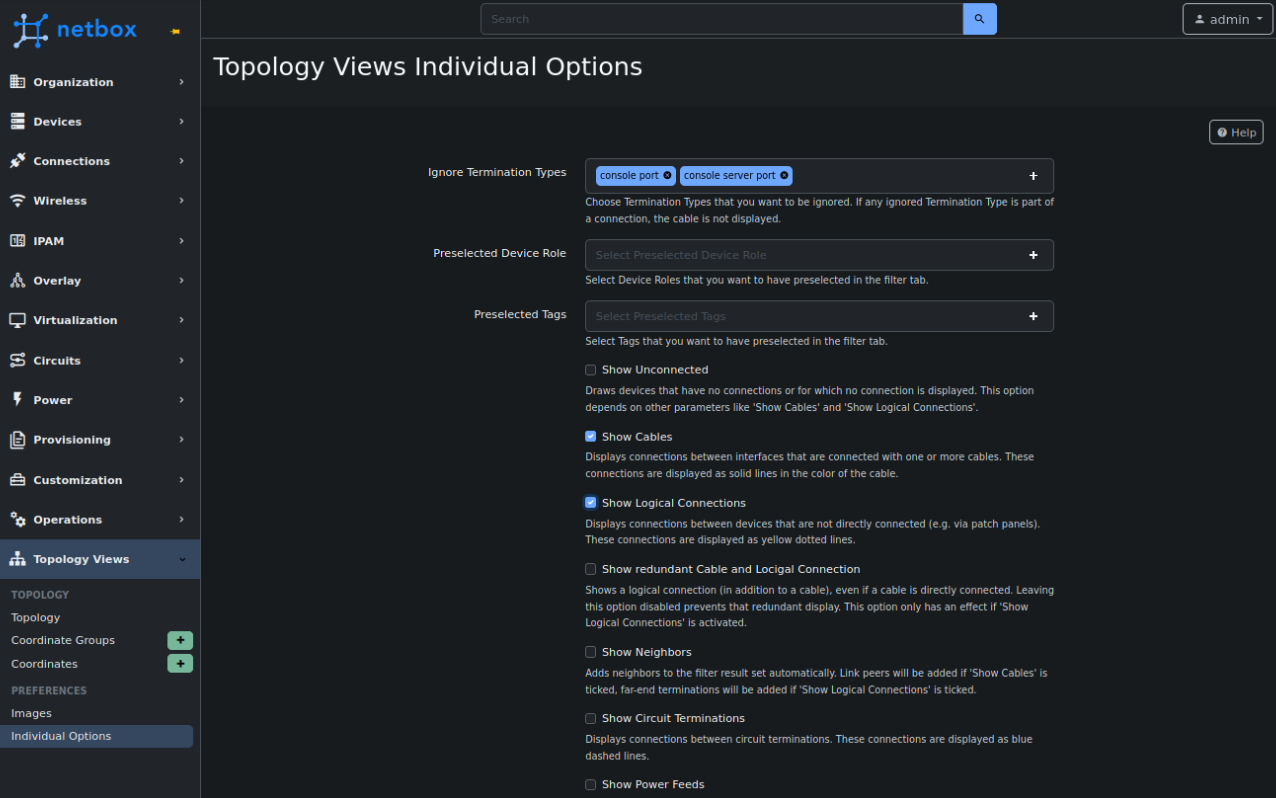 netbox
Search
admin
Organization
Devices
Connections
Wireless
IPAM
Overlay
Virtualization
Circuits
Power
Provisioning
Customization
Operations
Topology Views
TOPOLOGY
Topology
Coordinate Groups
Coordinates
PREFERENCES
Images
Individual Options
Topology Views Individual Options
Help
Ignore Termination Types
console port
console server port
Choose Termination Types that you want to be ignored. If any ignored Termination Type is part of
a connection, the cable is not displayed.
Preselected Device Role
Select Preselected Device Role
Select Device Roles that you want to have preselected in the filter tab.
Preselected Tags
Select Preselected Tags
Select Tags that you want to have preselected in the filter tab.
Show Unconnected
Draws devices that have no connections or for which no connection is displayed. This option
depends on other parameters like 'Show Cables' and 'Show Logical Connections'.
Show Cables
Displays connections between interfaces that are connected with one or more cables. These
connections are displayed as solid lines in the color of the cable.
Show Logical Connections
Displays connections between devices that are not directly connected (e.g. via patch panels).
These connections are displayed as yellow dotted lines.
Show redundant Cable and Locigal Connection
Shows a logical connection (in addition to a cable), even if a cable is directly connected. Leaving
this option disabled prevents that redundant display. This option only has an effect if 'Show
Logical Connections' is activated.
Show Neighbors
Adds neighbors to the filter result set automatically. Link peers will be added if 'Show Cables' is
ticked, far-end terminations will be added if 'Show Logical Connections' is ticked.
Show Circuit Terminations
Displays connections between circuit terminations. These connections are displayed as blue
dashed lines.
Show Power Feeds